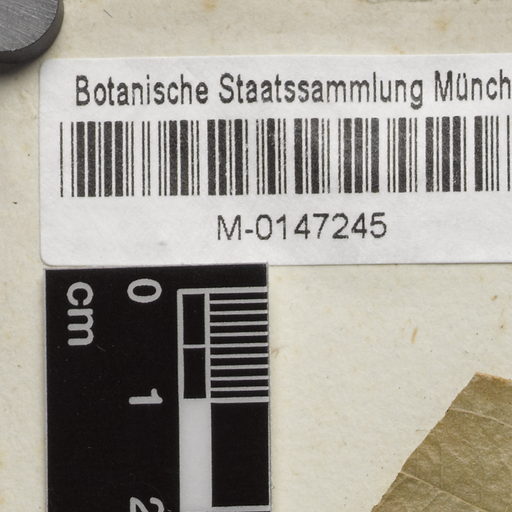 Botanische Staatssammlung Münch
M-0147245
cm
0
1
2